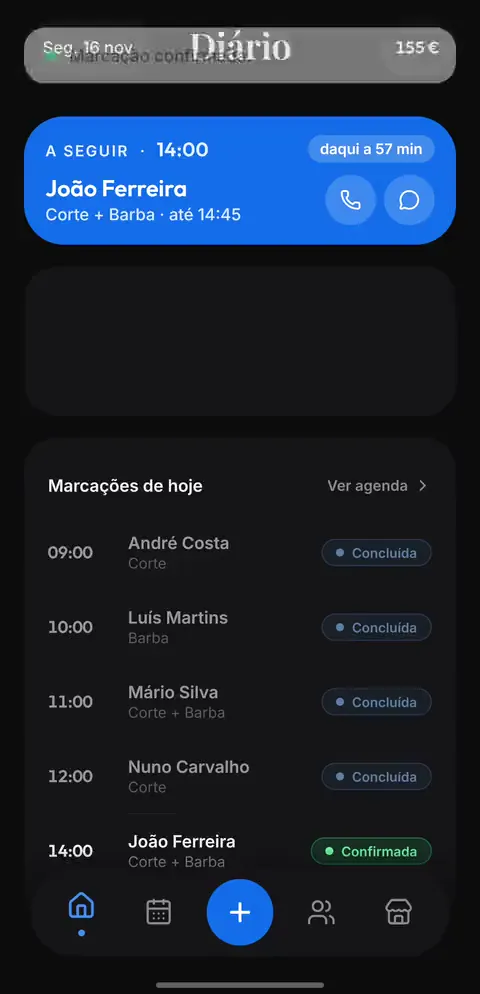 Seg, 16 nov
Diário
155 €
Marcação confirmada
A SEGUIR · 14:00
daqui a 57 min
João Ferreira
Corte + Barba · até 14:45
Marcações de hoje
Ver agenda
09:00
André Costa
Corte
Concluída
10:00
Luís Martins
Barba
Concluída
11:00
Mário Silva
Corte + Barba
Concluída
12:00
Nuno Carvalho
Corte
Concluída
14:00
João Ferreira
Corte + Barba
Confirmada